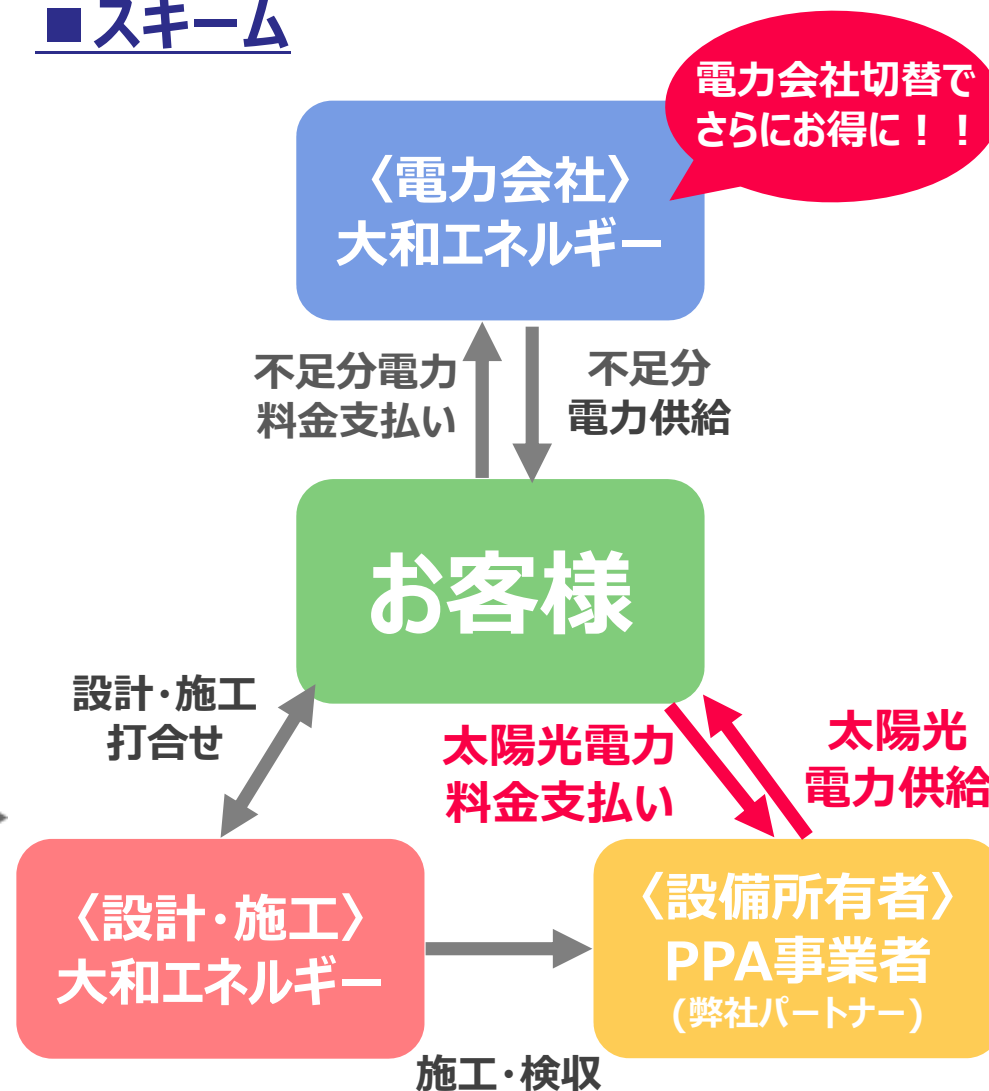 ■スキーム
電力会社切替で
さらにお得に！！
〈電力会社〉
大和エネルギー
不足分電力
料金支払い
不足分
電力供給
お客様
設計・施工
打合せ
太陽光電力
料金支払い
太陽光
電力供給
〈設計・施工〉
大和エネルギー
〈設備所有者〉
PPA事業者
(弊社パートナー)
施工・検収